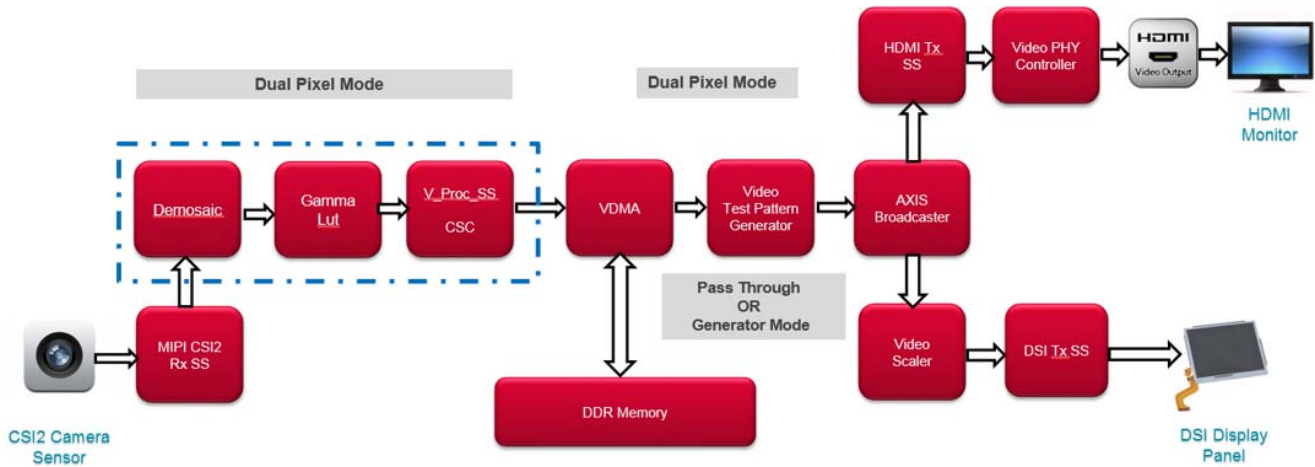 Dual Pixel Mode
Dual Pixel Mode
HDMI Tx
SS
Video PHY
Controller
HDMI
Video Output
HDMI
Monitor
Demosaic
Gamma
Lut
V_Proc_SS
CSC
VDMA
Video
Test Pattern
Generator
AXIS
Broadcaster
Pass Through
OR
Generator Mode
MIPI CSI2
Rx SS
Video
Scaler
DSI Tx SS
DDR Memory
CSI2 Camera
Sensor
DSI Display
Panel